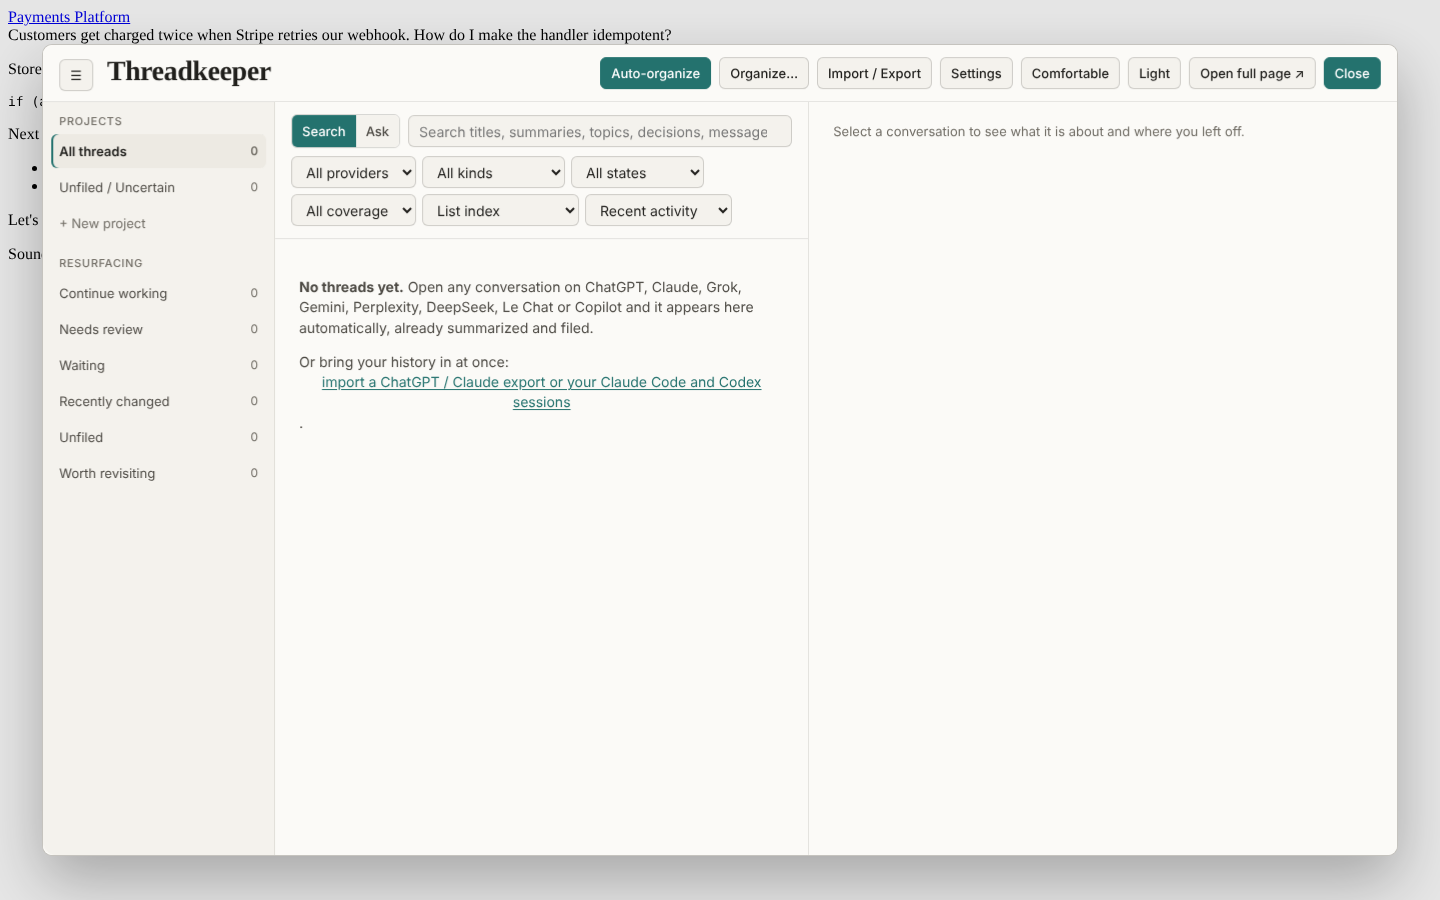 Payments Platform
Customers get charged twice when Stripe retries our webhook. How do I make the handler idempotent?
Store
if (
Next
Let's
☰ Threadkeeper
Auto-organize Organize... Import / Export Settings Comfortable Light Open full page ↗ Close
PROJECTS
All threads 0
Unfiled / Uncertain 0
+ New project
RESURFACING
Continue working 0
Needs review 0
Waiting 0
Recently changed 0
Unfiled 0
Worth revisiting 0
Search Ask Search titles, summaries, topics, decisions, message
All providers All kinds All states
All coverage List index Recent activity
No threads yet. Open any conversation on ChatGPT, Claude, Grok,
Gemini, Perplexity, DeepSeek, Le Chat or Copilot and it appears here
automatically, already summarized and filed.
Or bring your history in at once:
import a ChatGPT / Claude export or your Claude Code and Codex
sessions
.
Select a conversation to see what it is about and where you left off.